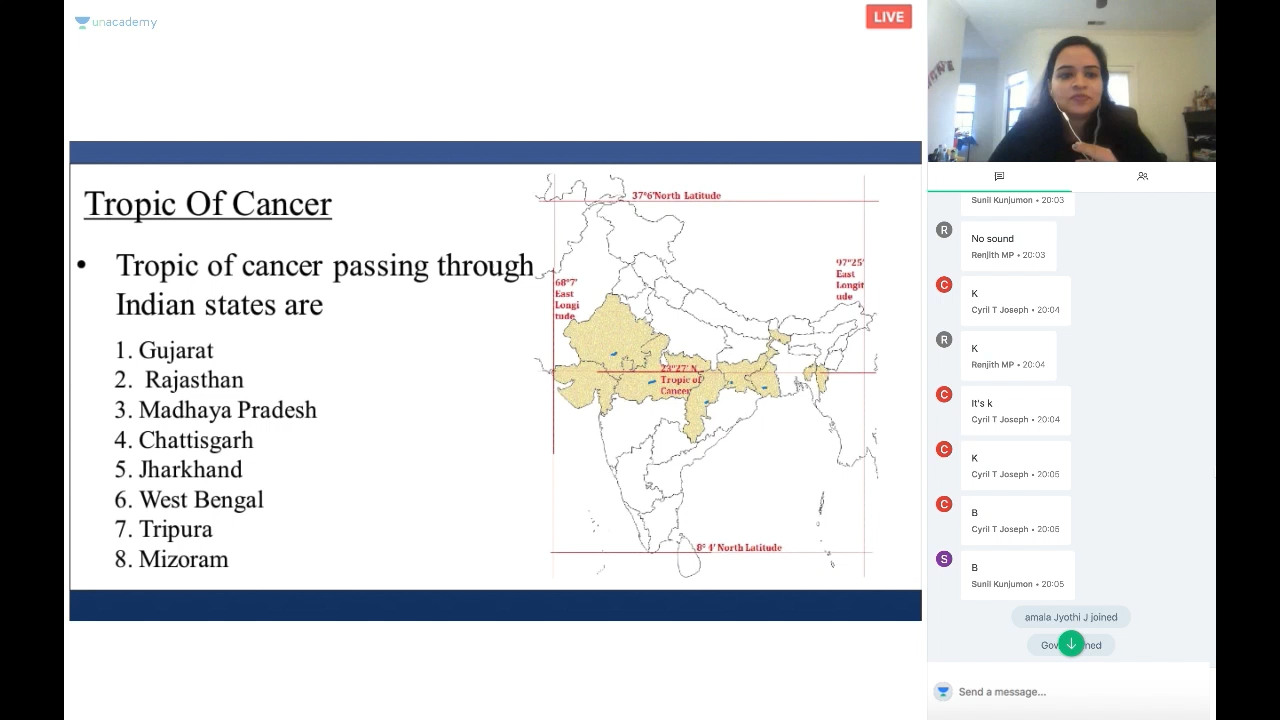 unacademy
LIVE
Tropic Of Cancer
• Tropic of cancer passing through
Indian states are
1. Gujarat
2. Rajasthan
3. Madhaya Pradesh
4. Chattisgarh
5. Jharkhand
6. West Bengal
7. Tripura
8. Mizoram
37°6'North Latitude
68°7'
East
Longi
tude
97°25'
East
Longit
ude
23°27' N
Tropic of
Cancer
8° 4' North Latitude
Sunil Kunjumon • 20:03
R
No sound
Renjith MP • 20:03
C
K
Cyril T Joseph • 20:04
R
K
Renjith MP • 20:04
C
It's k
Cyril T Joseph • 20:04
C
K
Cyril T Joseph • 20:05
C
B
Cyril T Joseph • 20:05
S
B
Sunil Kunjumon • 20:05
amala Jyothi J joined
Send a message...